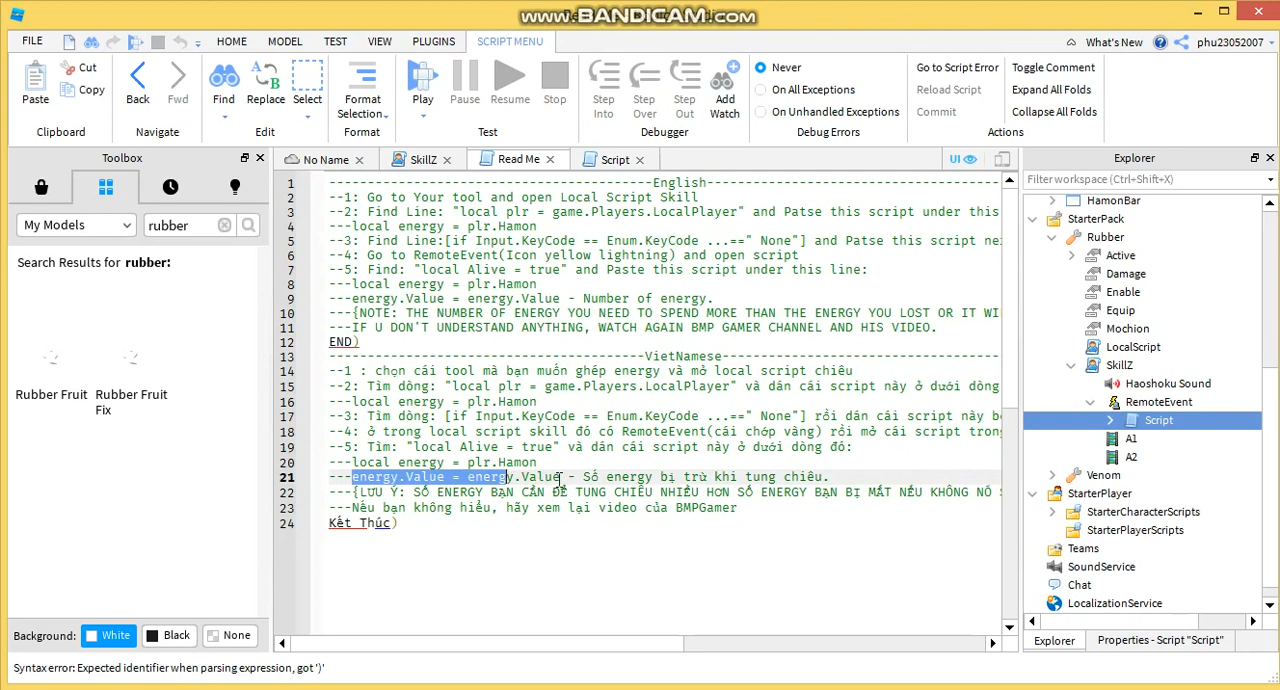 www.BANDICAM.com
FILE HOME MODEL TEST VIEW PLUGINS SCRIPT MENU What's New phu23052007
Paste Cut Copy Back Fwd Find Replace Select Format Selection Play Pause Resume Stop Step Into Step Over Step Out Add Watch
Never On All Exceptions On Unhandled Exceptions
Go to Script Error Reload Script Commit
Toggle Comment Expand All Folds Collapse All Folds
Clipboard Navigate Edit Format Test Debugger Debug Errors Actions
Toolbox
My Models rubber
Search Results for rubber:
Rubber Fruit Rubber Fruit Fix
Background: White Black None
No Name SkillZ Read Me Script UI
1 ------------------------------------------English--------------------------------------
2 --1: Go to Your tool and open Local Script Skill
3 --2: Find Line: "local plr = game.Players.LocalPlayer" and Patse this script under this
4 ---local energy = plr.Hamon
5 --3: Find Line:[if Input.KeyCode == Enum.KeyCode ...==" None"] and Patse this script ne
6 --4: Go to RemoteEvent(Icon yellow lightning) and open script
7 --5: Find: "local Alive = true" and Paste this script under this line:
8 ---local energy = plr.Hamon
9 ---energy.Value = energy.Value - Number of energy.
10 ---{NOTE: THE NUMBER OF ENERGY YOU NEED TO SPEND MORE THAN THE ENERGY YOU LOST OR IT WI
11 ---IF U DON'T UNDERSTAND ANYTHING, WATCH AGAIN BMP GAMER CHANNEL AND HIS VIDEO.
12 END)
13 -----------------------------------------VietNamese------------------------------------
14 --1 : chọn cái tool mà bạn muốn ghép energy và mở local script chiêu
15 --2: Tìm dòng: "local plr = game.Players.LocalPlayer" và dán cái script này ở dưới dòng
16 ---local energy = plr.Hamon
17 --3: Tìm dòng: [if Input.KeyCode == Enum.KeyCode ...==" None"] rồi dán cái script này b
18 --4: ở trong local script skill đó có RemoteEvent(cái chớp vàng) rồi mở cái script tron
19 --5: Tìm: "local Alive = true" và dán cái script này ở dưới dòng đó:
20 ---local energy = plr.Hamon
21 ---energy.Value = energy.Value - Số energy bị trừ khi tung chiêu.
22 ---{LƯU Ý: SỐ ENERGY BẠN CẦN ĐỂ TUNG CHIÊU NHIỀU HƠN SỐ ENERGY BẠN BỊ MẤT NẾU KHÔNG NÓ S
23 ---Nếu bạn không hiểu, hãy xem lại video của BMPGamer
24 Kết Thúc)
Explorer
Filter workspace (Ctrl+Shift+X)
HamonBar
StarterPack
Rubber
Active
Damage
Enable
Equip
Mochion
LocalScript
SkillZ
Haoshoku Sound
RemoteEvent
Script
A1
A2
Venom
StarterPlayer
StarterCharacterScripts
StarterPlayerScripts
Teams
SoundService
Chat
LocalizationService
Explorer Properties - Script "Script"
Syntax error: Expected identifier when parsing expression, got ')'